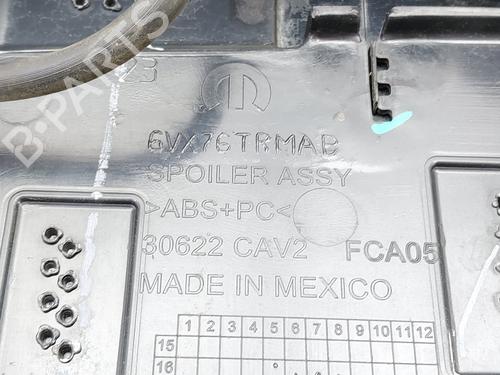 23
6VX76TRMAB
SPOILER ASSY
>ABS+PC<
30622 CAV2 FCA05
MADE IN MEXICO
1 2 3 4 5 6 7 8 9 10 11 12
15
16
B-PARTS